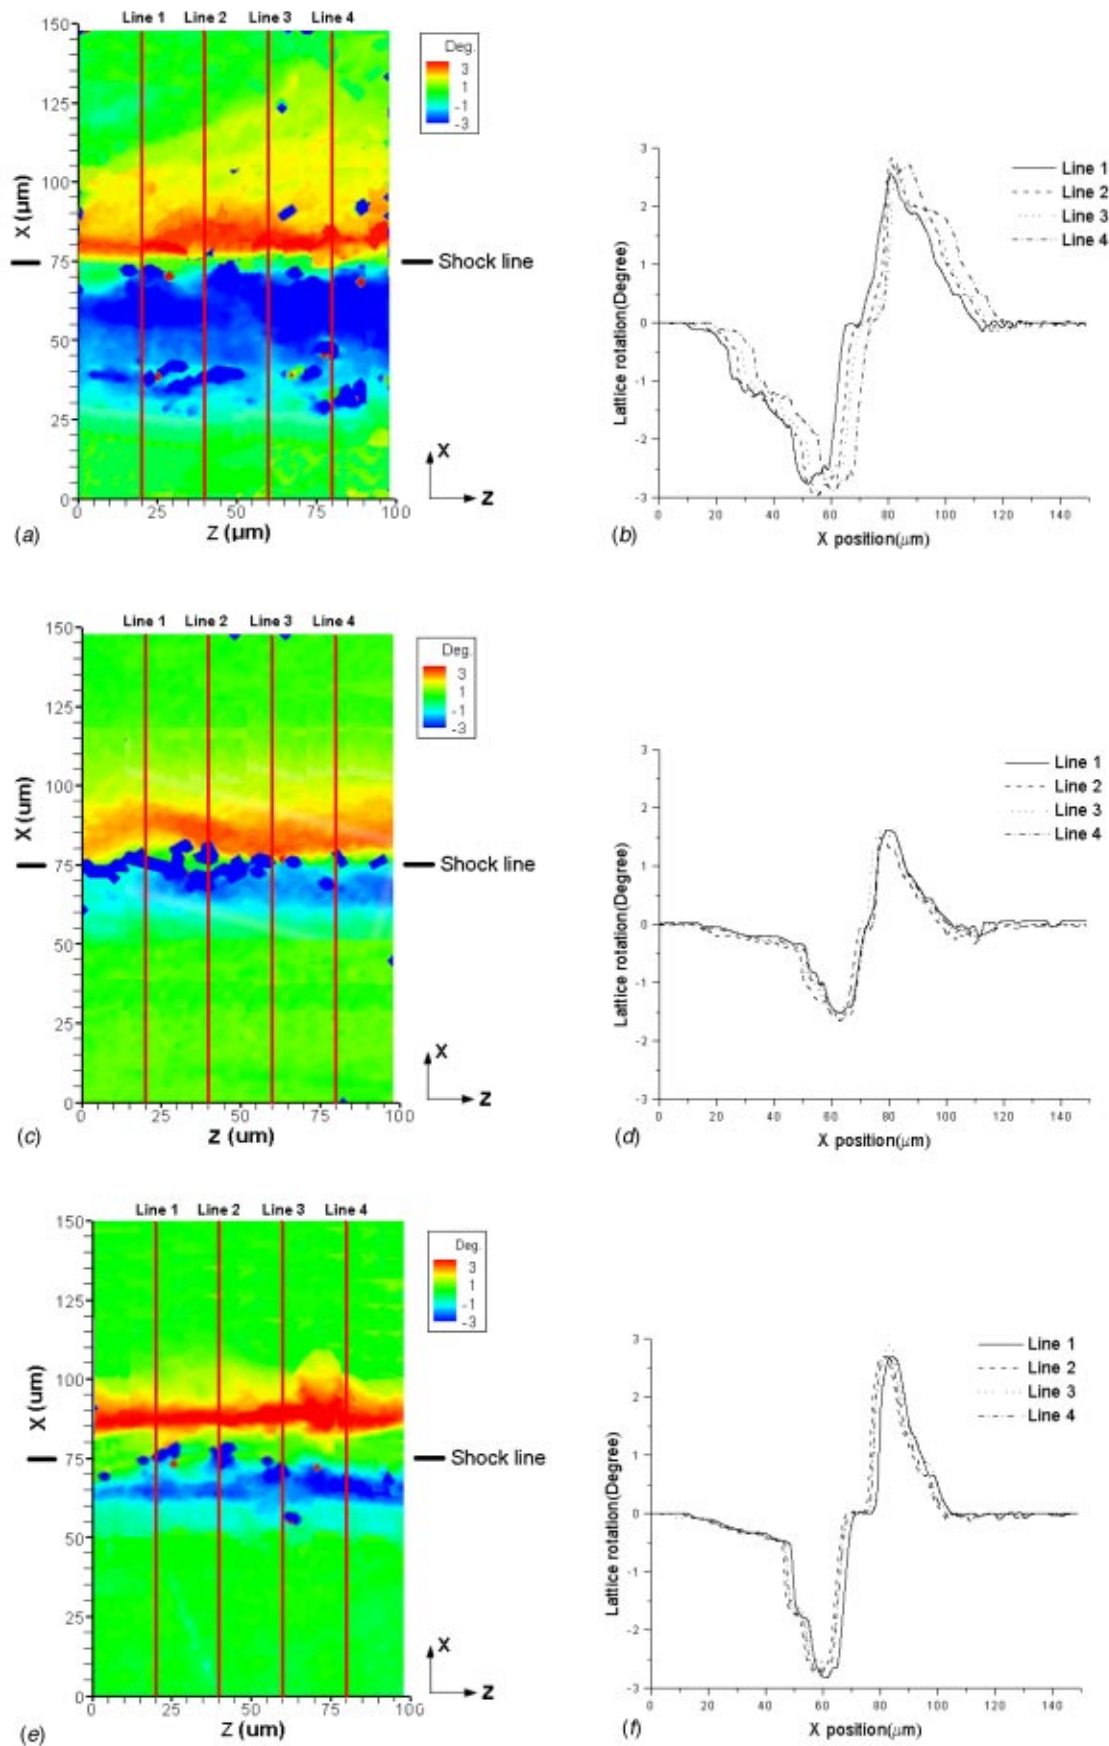 Line 1 Line 2 Line 3 Line 4
150
125
100
75
50
25
0
X (µm)
0 25 50 75 100
Z (µm)
Deg.
3
1
-1
-3
Shock line
X
Z
(a)
3
2
1
0
-1
-2
-3
Lattice rotation(Degree)
0 20 40 60 80 100 120 140
X position(µm)
Line 1
Line 2
Line 3
Line 4
(b)
Line 1 Line 2 Line 3 Line 4
150
125
100
75
50
25
0
X (um)
0 25 50 75 100
Z (um)
Deg.
3
1
-1
-3
Shock line
X
Z
(c)
3
2
1
0
-1
-2
-3
Lattice rotation(Degree)
0 20 40 60 80 100 120 140
X position(µm)
Line 1
Line 2
Line 3
Line 4
(d)
Line 1 Line 2 Line 3 Line 4
150
125
100
75
50
25
0
X (um)
0 25 50 75 100
Z (um)
Deg.
3
1
-1
-3
Shock line
X
Z
(e)
3
2
1
0
-1
-2
-3
Lattice rotation(Degree)
0 20 40 60 80 100 120 140
X position(µm)
Line 1
Line 2
Line 3
Line 4
(f)